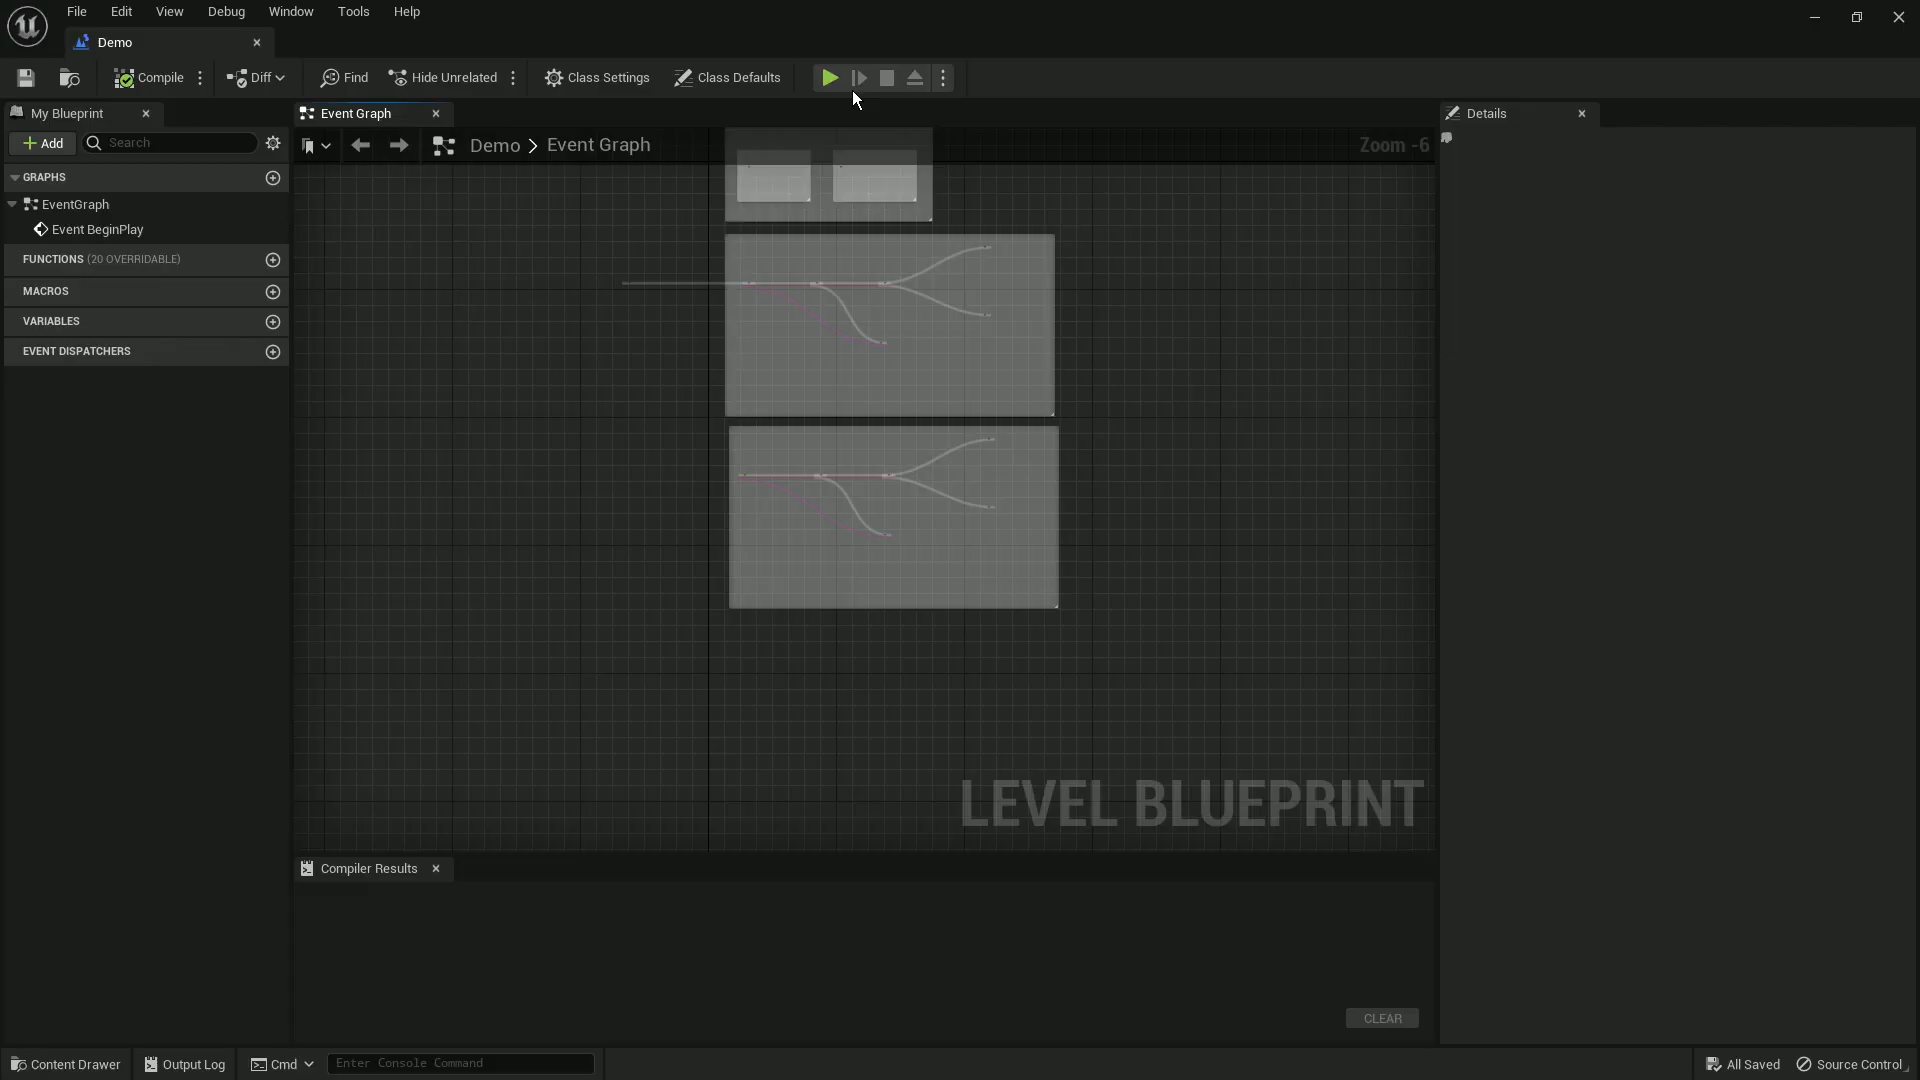 File Edit View Debug Window Tools Help
Demo
Compile Diff Find Hide Unrelated Class Settings Class Defaults
My Blueprint Event Graph Details
Add Search Demo Event Graph Zoom -6
GRAPHS
EventGraph
Event BeginPlay
FUNCTIONS (20 OVERRIDABLE)
MACROS
VARIABLES
EVENT DISPATCHERS
LEVEL BLUEPRINT
Compiler Results
CLEAR
Content Drawer Output Log Cmd Enter Console Command All Saved Source Control